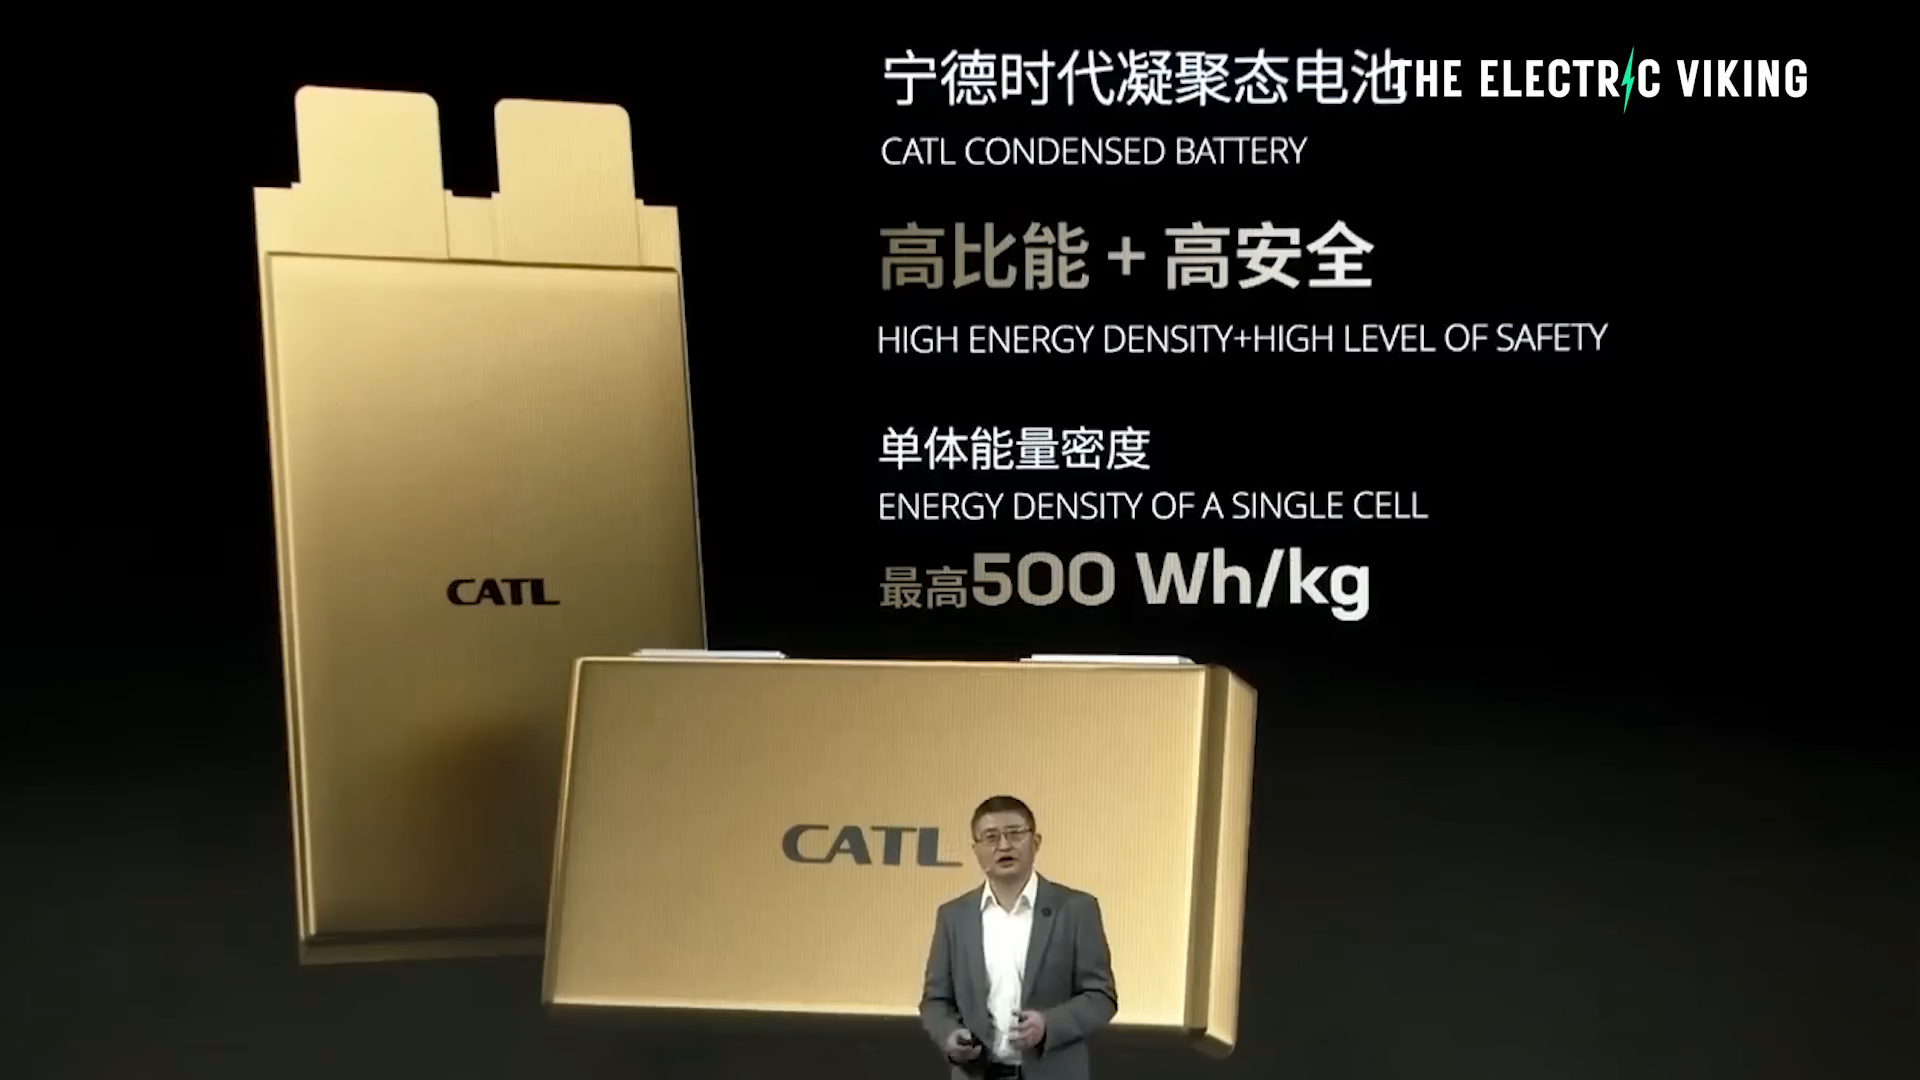 宁德时代凝聚态电池
THE ELECTRIC VIKING
CATL CONDENSED BATTERY
高比能+高安全
HIGH ENERGY DENSITY+HIGH LEVEL OF SAFETY
单体能量密度
ENERGY DENSITY OF A SINGLE CELL
最高500 Wh/kg
CATL
CATL